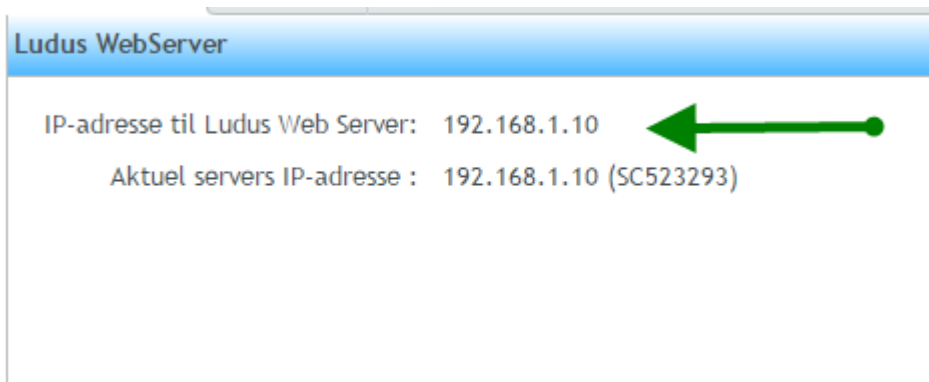 Ludus WebServer
IP-adresse til Ludus Web Server: 192.168.1.10
Aktuel servers IP-adresse : 192.168.1.10 (SC523293)